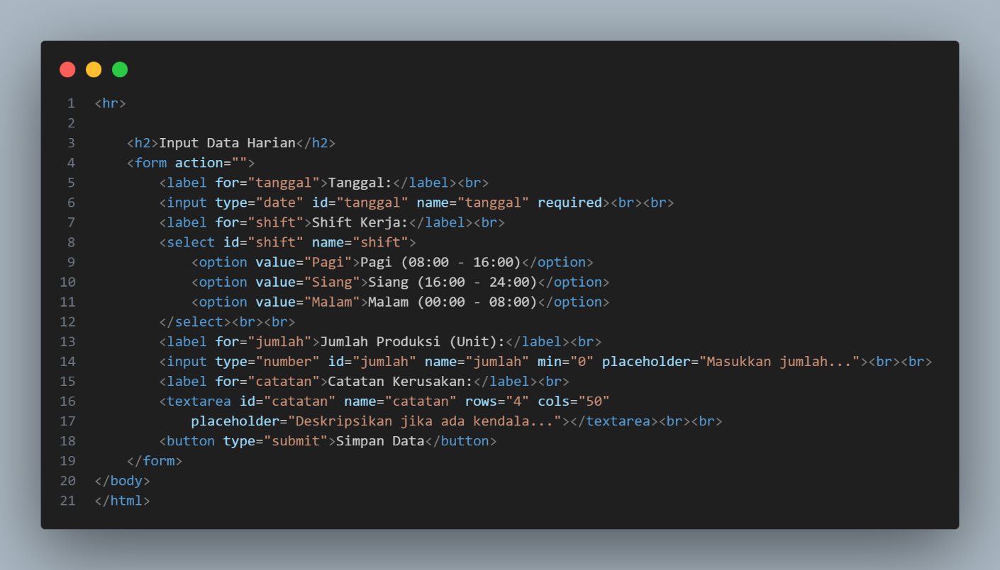 1 <hr>
2
3     <h2>Input Data Harian</h2>
4     <form action="">
5         <label for="tanggal">Tanggal:</label><br>
6         <input type="date" id="tanggal" name="tanggal" required><br><br>
7         <label for="shift">Shift Kerja:</label><br>
8         <select id="shift" name="shift">
9             <option value="Pagi">Pagi (08:00 - 16:00)</option>
10             <option value="Siang">Siang (16:00 - 24:00)</option>
11             <option value="Malam">Malam (00:00 - 08:00)</option>
12         </select><br><br>
13         <label for="jumlah">Jumlah Produksi (Unit):</label><br>
14         <input type="number" id="jumlah" name="jumlah" min="0" placeholder="Masukkan jumlah..."><br><br>
15         <label for="catatan">Catatan Kerusakan:</label><br>
16         <textarea id="catatan" name="catatan" rows="4" cols="50"
17             placeholder="Deskripsikan jika ada kendala..."></textarea><br><br>
18         <button type="submit">Simpan Data</button>
19     </form>
20 </body>
21 </html>